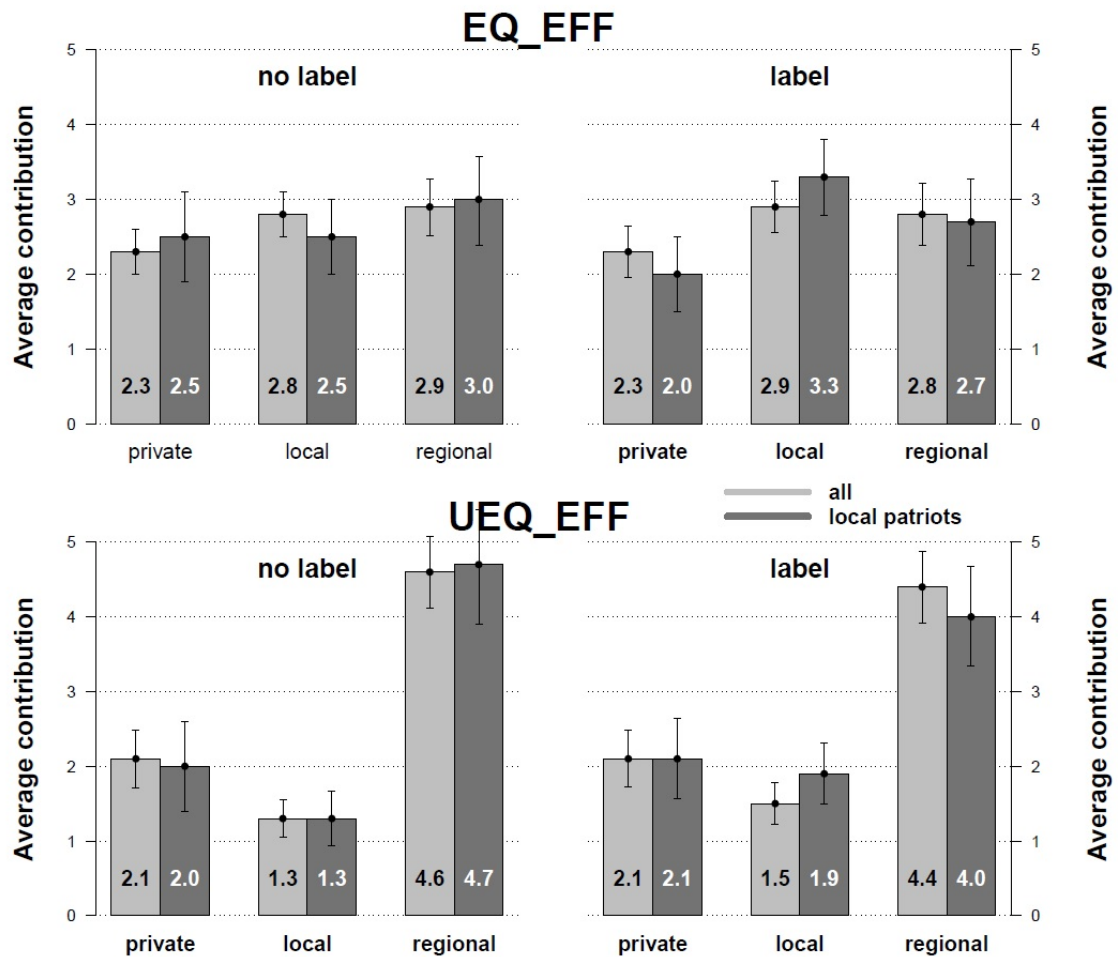 EQ_EFF
no label
label
Average contribution
5
4
3
2
1
0
2.3 2.5 2.8 2.5 2.9 3.0
private local regional
2.3 2.0 2.9 3.3 2.8 2.7
private local regional
5
4
3
2
1
0
Average contribution
all
local patriots
UEQ_EFF
no label
label
Average contribution
5
4
3
2
1
0
2.1 2.0 1.3 1.3 4.6 4.7
private local regional
2.1 2.1 1.5 1.9 4.4 4.0
private local regional
5
4
3
2
1
0
Average contribution